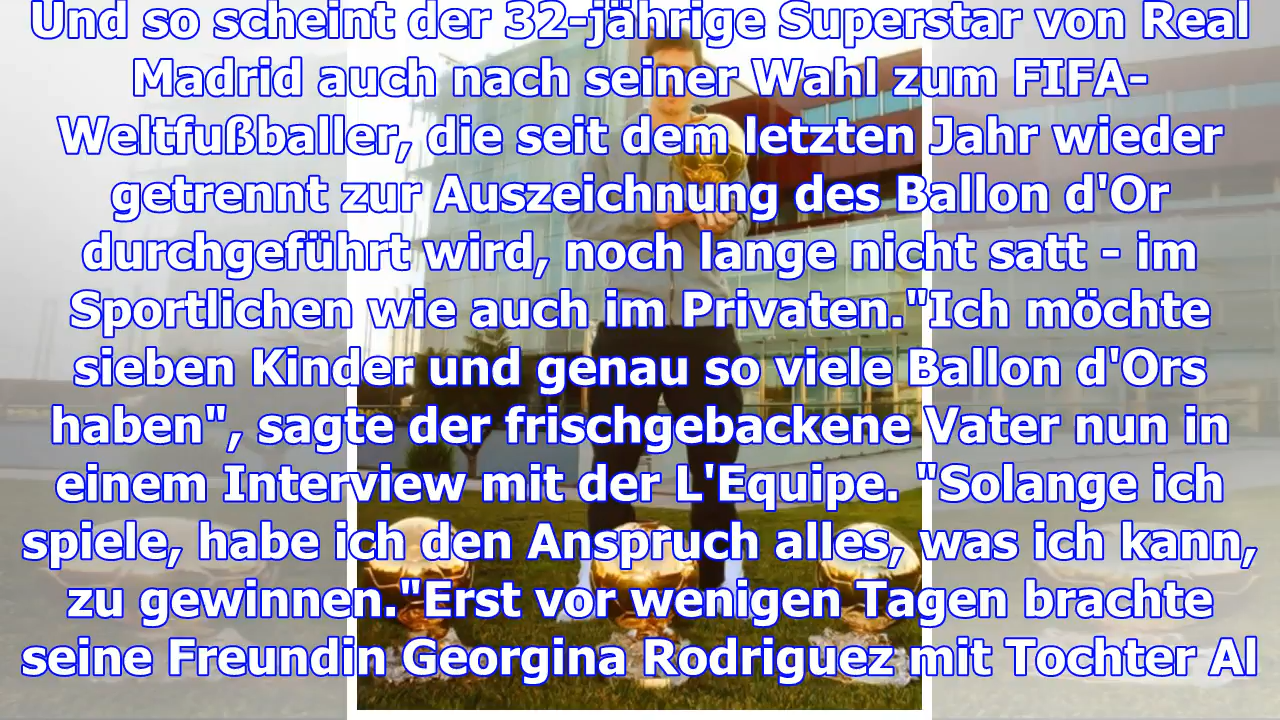 Und so scheint der 32-jährige Superstar von Real
Madrid auch nach seiner Wahl zum FIFA-
Weltfußballer, die seit dem letzten Jahr wieder
getrennt zur Auszeichnung des Ballon d'Or
durchgeführt wird, noch lange nicht satt - im
Sportlichen wie auch im Privaten."Ich möchte
sieben Kinder und genau so viele Ballon d'Ors
haben", sagte der frischgebackene Vater nun in
einem Interview mit der L'Equipe. "Solange ich
spiele, habe ich den Anspruch alles, was ich kann,
zu gewinnen."Erst vor wenigen Tagen brachte
seine Freundin Georgina Rodriguez mit Tochter Al